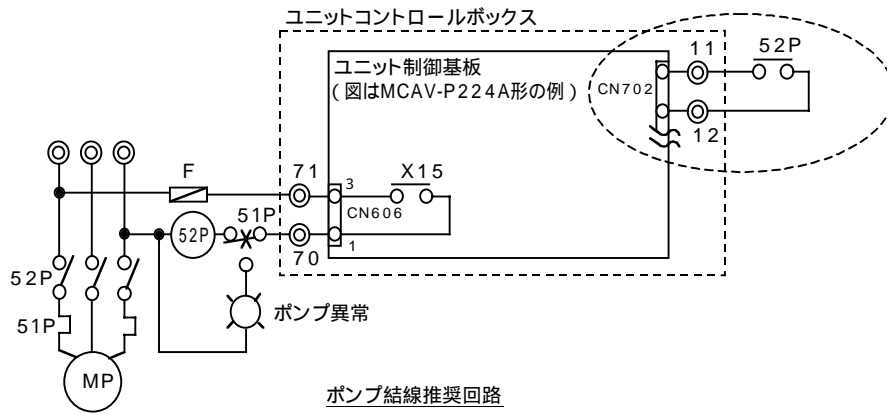 ユニットコントロールボックス
ユニット制御基板
(図はMCAV-P224A形の例)
11
52P
CN702
12
F
71
3
X15
CN606
52P
51P
70
1
52P
51P
ポンプ異常
MP
ポンプ結線推奨回路